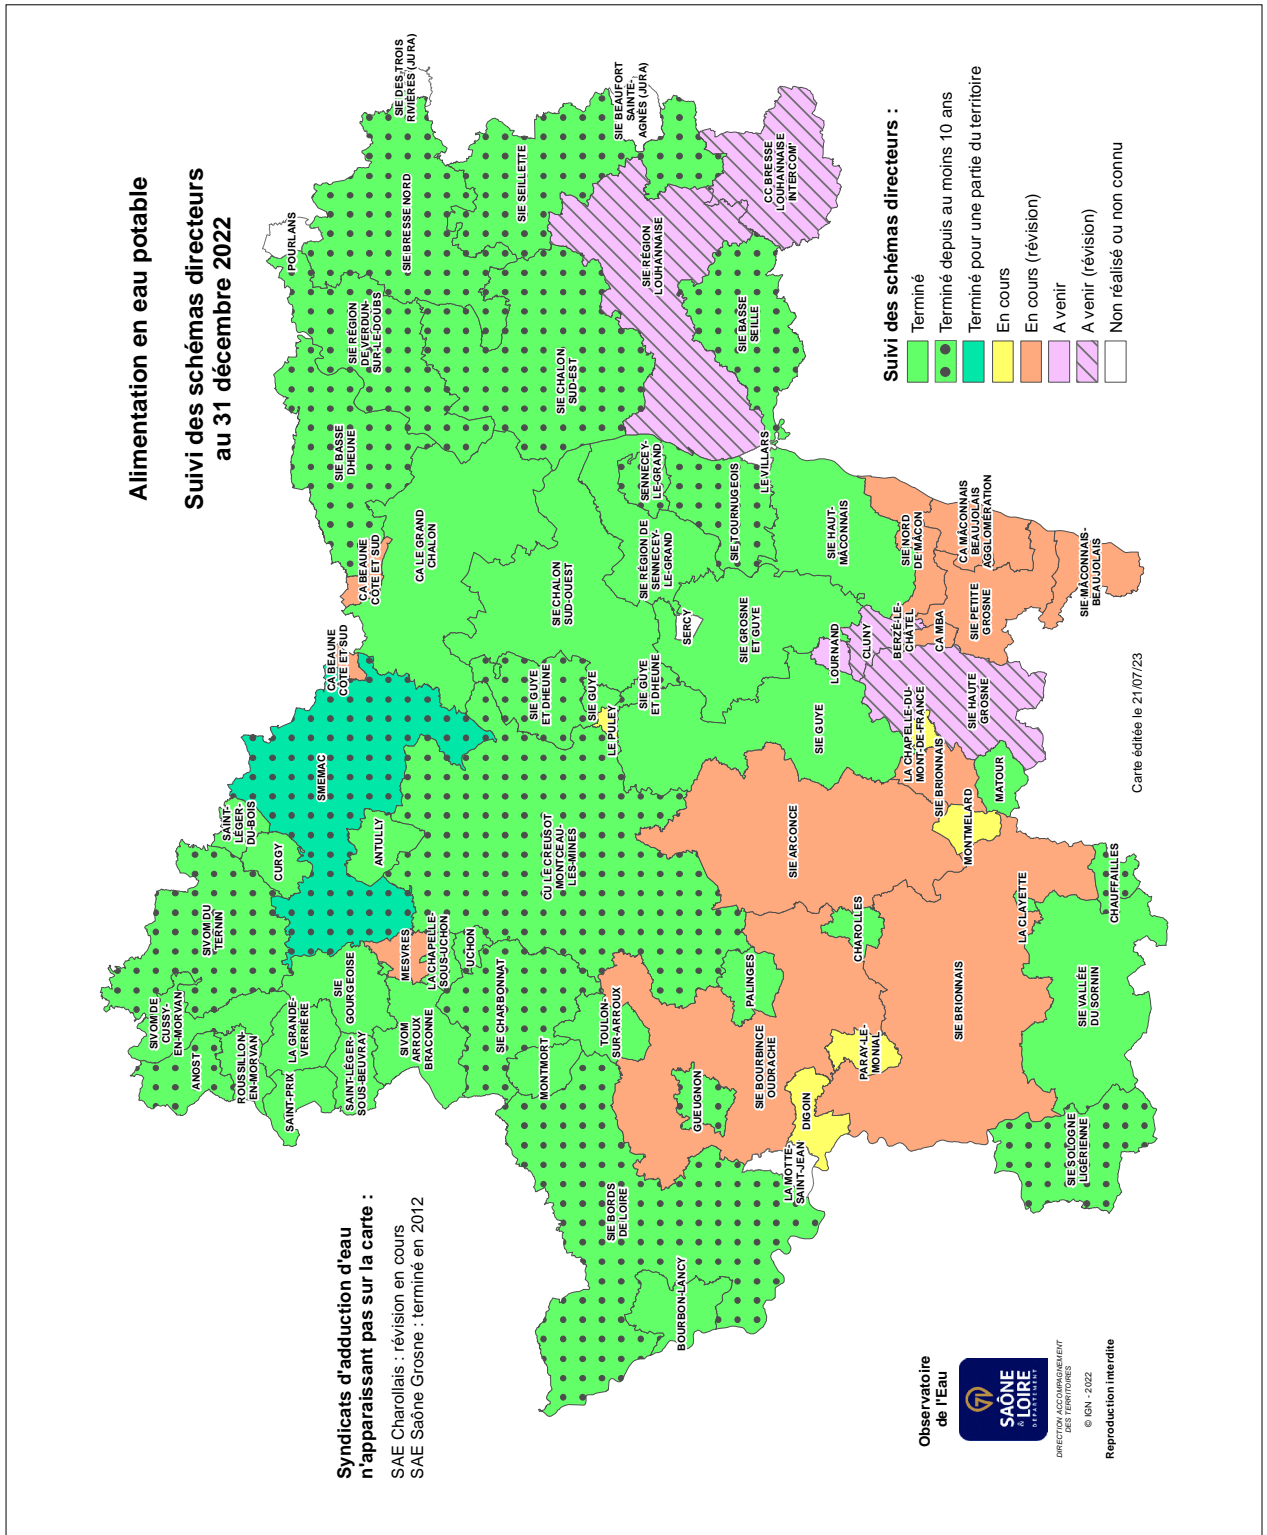 Alimentation en eau potable
Suivi des schémas directeurs
au 31 décembre 2022
Syndicats d'adduction d'eau
n'apparaissant pas sur la carte :
SAE Charollais : révision en cours
SAE Saône Grosne : terminé en 2012
SIVOM DE
CUSSY-
EN-MORVAN
SIVOM DU
TERNIN
SAINT-
LÉGER-
DU-BOIS
ANOST
CURGY
ROUSSILLON-
EN-MORVAN
LA GRANDE-
VERRIÈRE
SAINT-PRIX
SIE
GOURGEOISE
SAINT-LÉGER-
SOUS-BEUVRAY
SMEMAC
ANTULLY
CA BEAUNE
CÔTE ET SUD
CA BEAUNE
CÔTE ET SUD
SIE BASSE
DHEUNE
SIE RÉGION
DE VERDUN-
SUR-LE-DOUBS
POURLANS
SIE BRESSE NORD
SIE DES TROIS
RIVIÈRES (JURA)
MESVRES
SIVOM
ARROUX
BRACONNE
LA CHAPELLE-
SOUS-UCHON
UCHON
CA LE GRAND
CHALON
SIE CHARBONNAT
MONTMORT
TOULON-
SUR-ARROUX
CU LE CREUSOT
MONTCEAU-
LES-MINES
SIE GUYE
ET DHEUNE
SIE GUYE
LE PULEY
SIE CHALON
SUD-OUEST
SIE CHALON
SUD-EST
SIE SEILLETTE
SIE BEAUFORT
SAINTE-
AGNÈS (JURA)
SIE GUYE
ET DHEUNE
SIE RÉGION DE
SENNECEY-
LE-GRAND
SENNECEY-
LE-GRAND
SIE RÉGION
LOUHANNAISE
SERCY
SIE BORDS
DE LOIRE
BOURBON-LANCY
GUEUGNON
PALINGES
SIE BOURBINCE
OUDRACHE
SIE GROSNE
ET GUYE
SIE TOURNUGEOIS
LE VILLARS
SIE BASSE
SEILLE
CC BRESSE
LOUHANNAISE
INTERCOM'
LA MOTTE-
SAINT-JEAN
DIGOIN
SIE ARCONCE
SIE GUYE
LOURNAND
SIE HAUT-
MÂCONNAIS
CHAROLLES
PARAY-LE-
MONIAL
CLUNY
BERZÉ-LE-
CHÂTEL
SIE NORD
DE MÂCON
LA CHAPELLE-DU-
MONT-DE-FRANCE
SIE BRIONNAIS
CA MBA
CA MÂCONNAIS
BEAUJOLAIS
AGGLOMÉRATION
SIE BRIONNAIS
MONTMELARD
SIE HAUTE
GROSNE
SIE PETITE
GROSNE
MATOUR
LA CLAYETTE
SIE SOLOGNE
LIGÉRIENNE
SIE VALLÉE
DU SORNIN
CHAUFFAILLES
SIE MÂCONNAIS-
BEAUJOLAIS
Suivi des schémas directeurs :
Terminé
Terminé depuis au moins 10 ans
Terminé pour une partie du territoire
En cours
En cours (révision)
A venir
A venir (révision)
Non réalisé ou non connu
Observatoire
de l'Eau
SAÔNE
& LOIRE
DÉPARTEMENT
DIRECTION ACCOMPAGNEMENT
DES TERRITOIRES
© IGN - 2022
Reproduction interdite
Carte éditée le 21/07/23